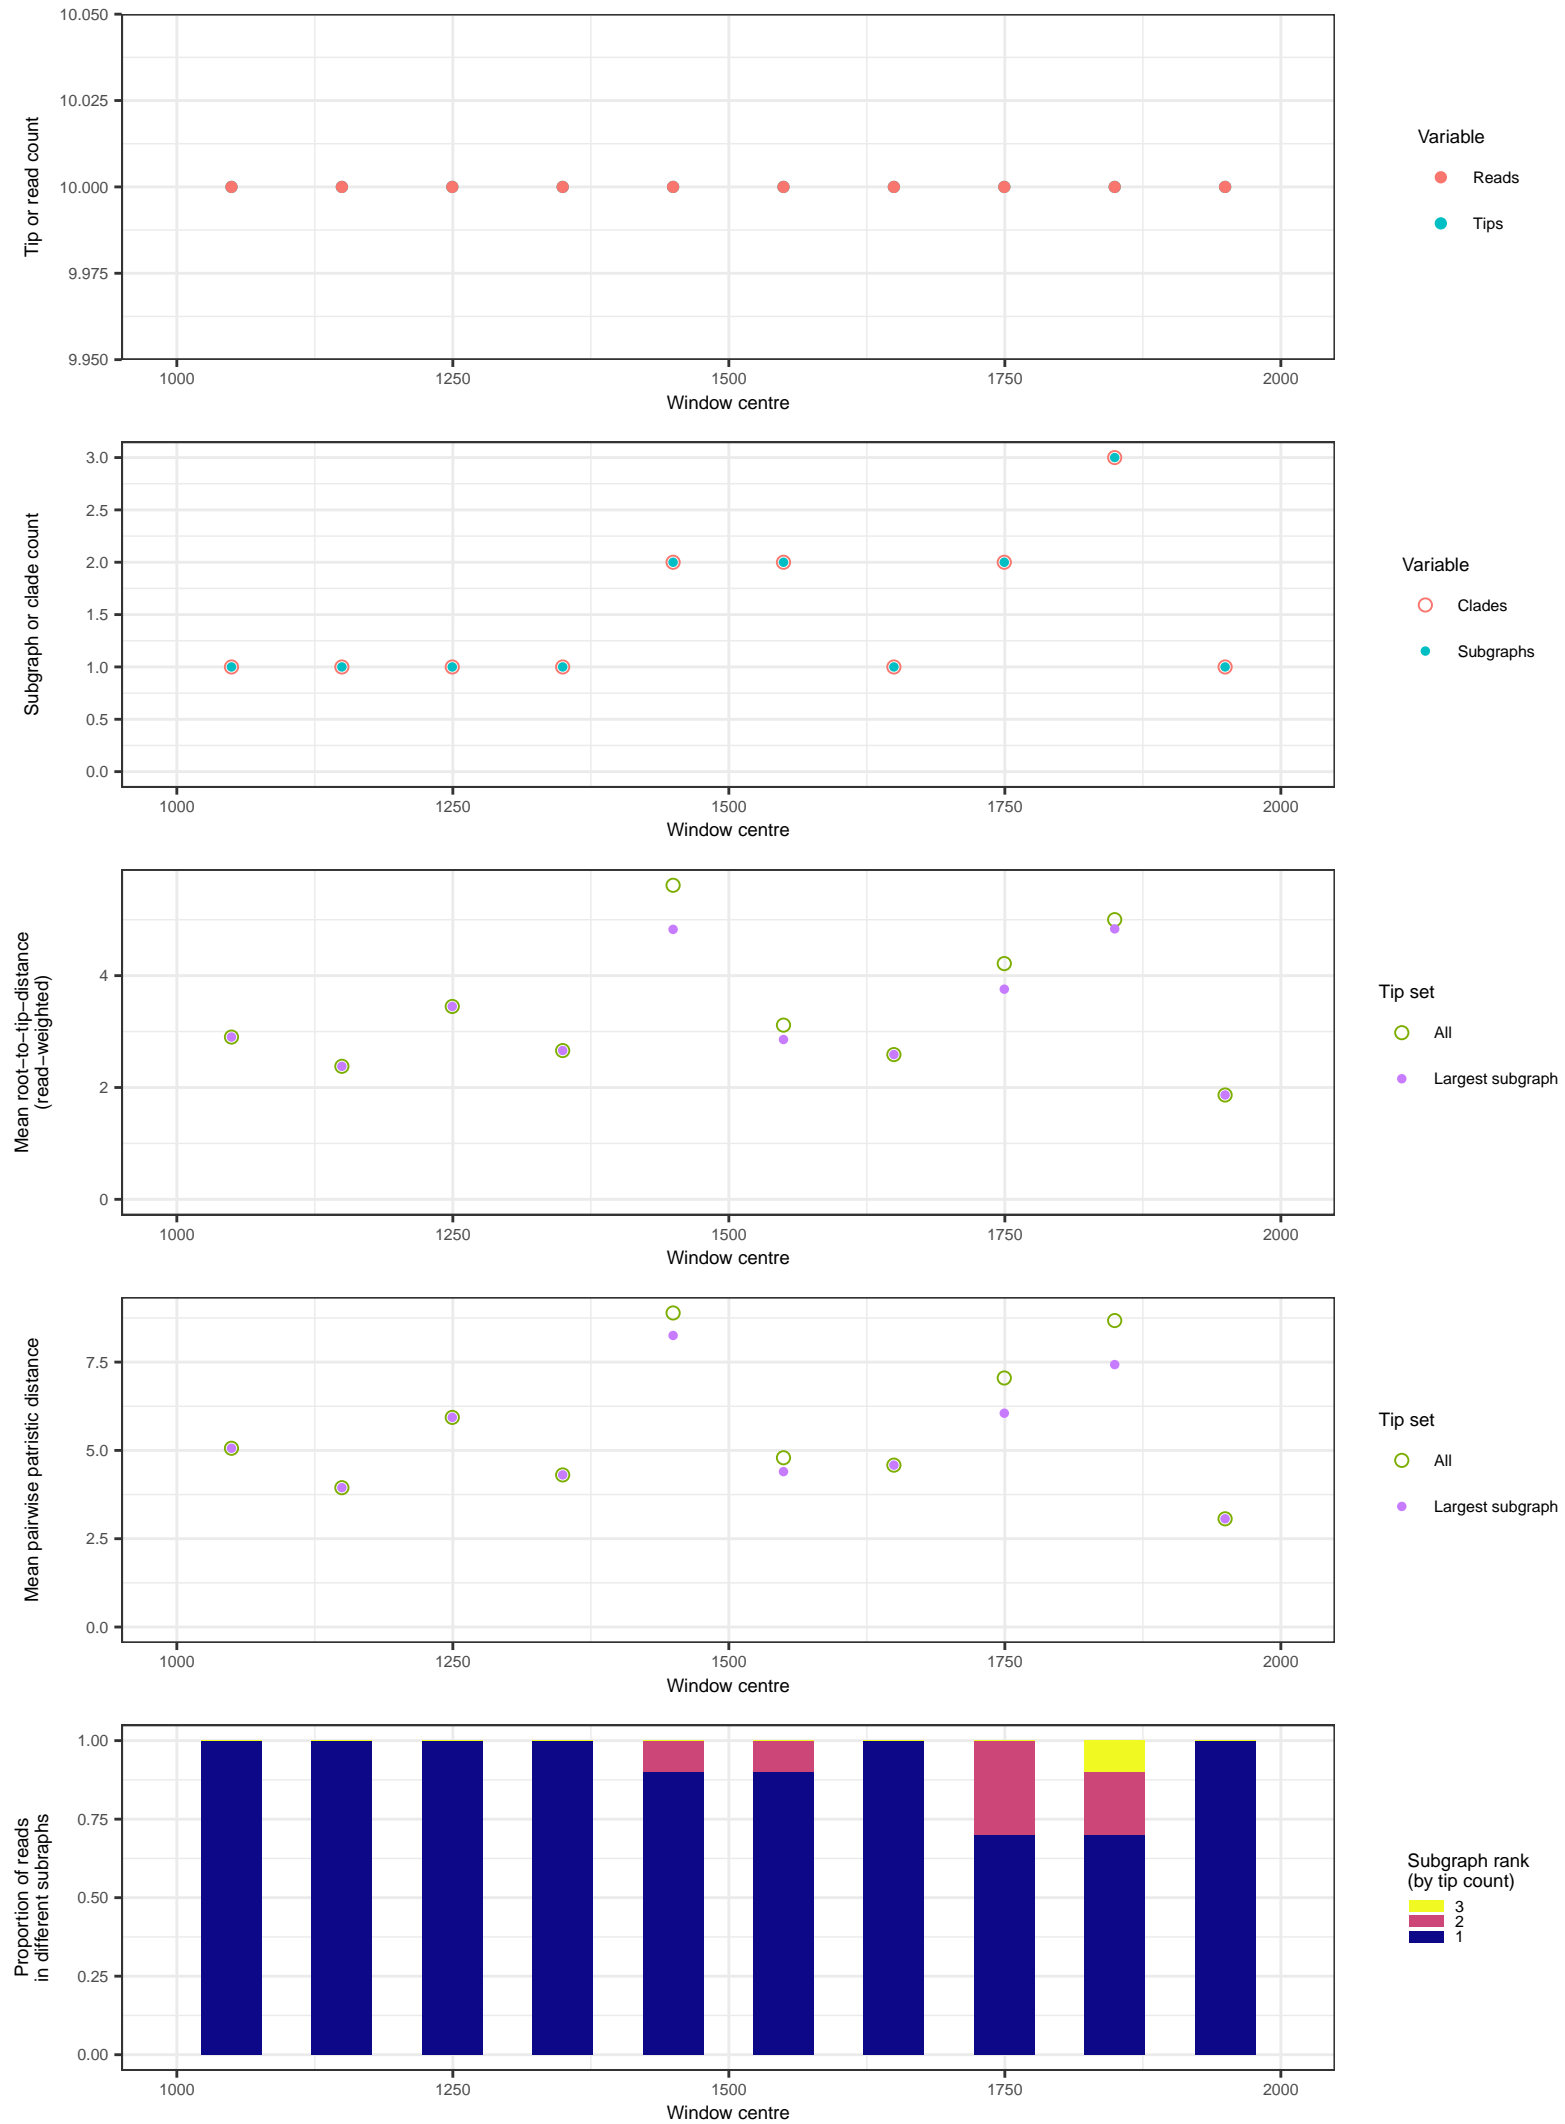 10.050
10.025
10.000
9.975
9.950
Tip or read count
1000 1250 1500 1750 2000
Window centre
Variable
Reads
Tips
3.0
2.5
2.0
1.5
1.0
0.5
0.0
Subgraph or clade count
1000 1250 1500 1750 2000
Window centre
Variable
Clades
Subgraphs
4
2
0
Mean root−to−tip−distance
(read−weighted)
1000 1250 1500 1750 2000
Window centre
Tip set
All
Largest subgraph
7.5
5.0
2.5
0.0
Mean pairwise patristic distance
1000 1250 1500 1750 2000
Window centre
Tip set
All
Largest subgraph
1.00
0.75
0.50
0.25
0.00
Proportion of reads
in different subraphs
1000 1250 1500 1750 2000
Window centre
Subgraph rank
(by tip count)
3
2
1